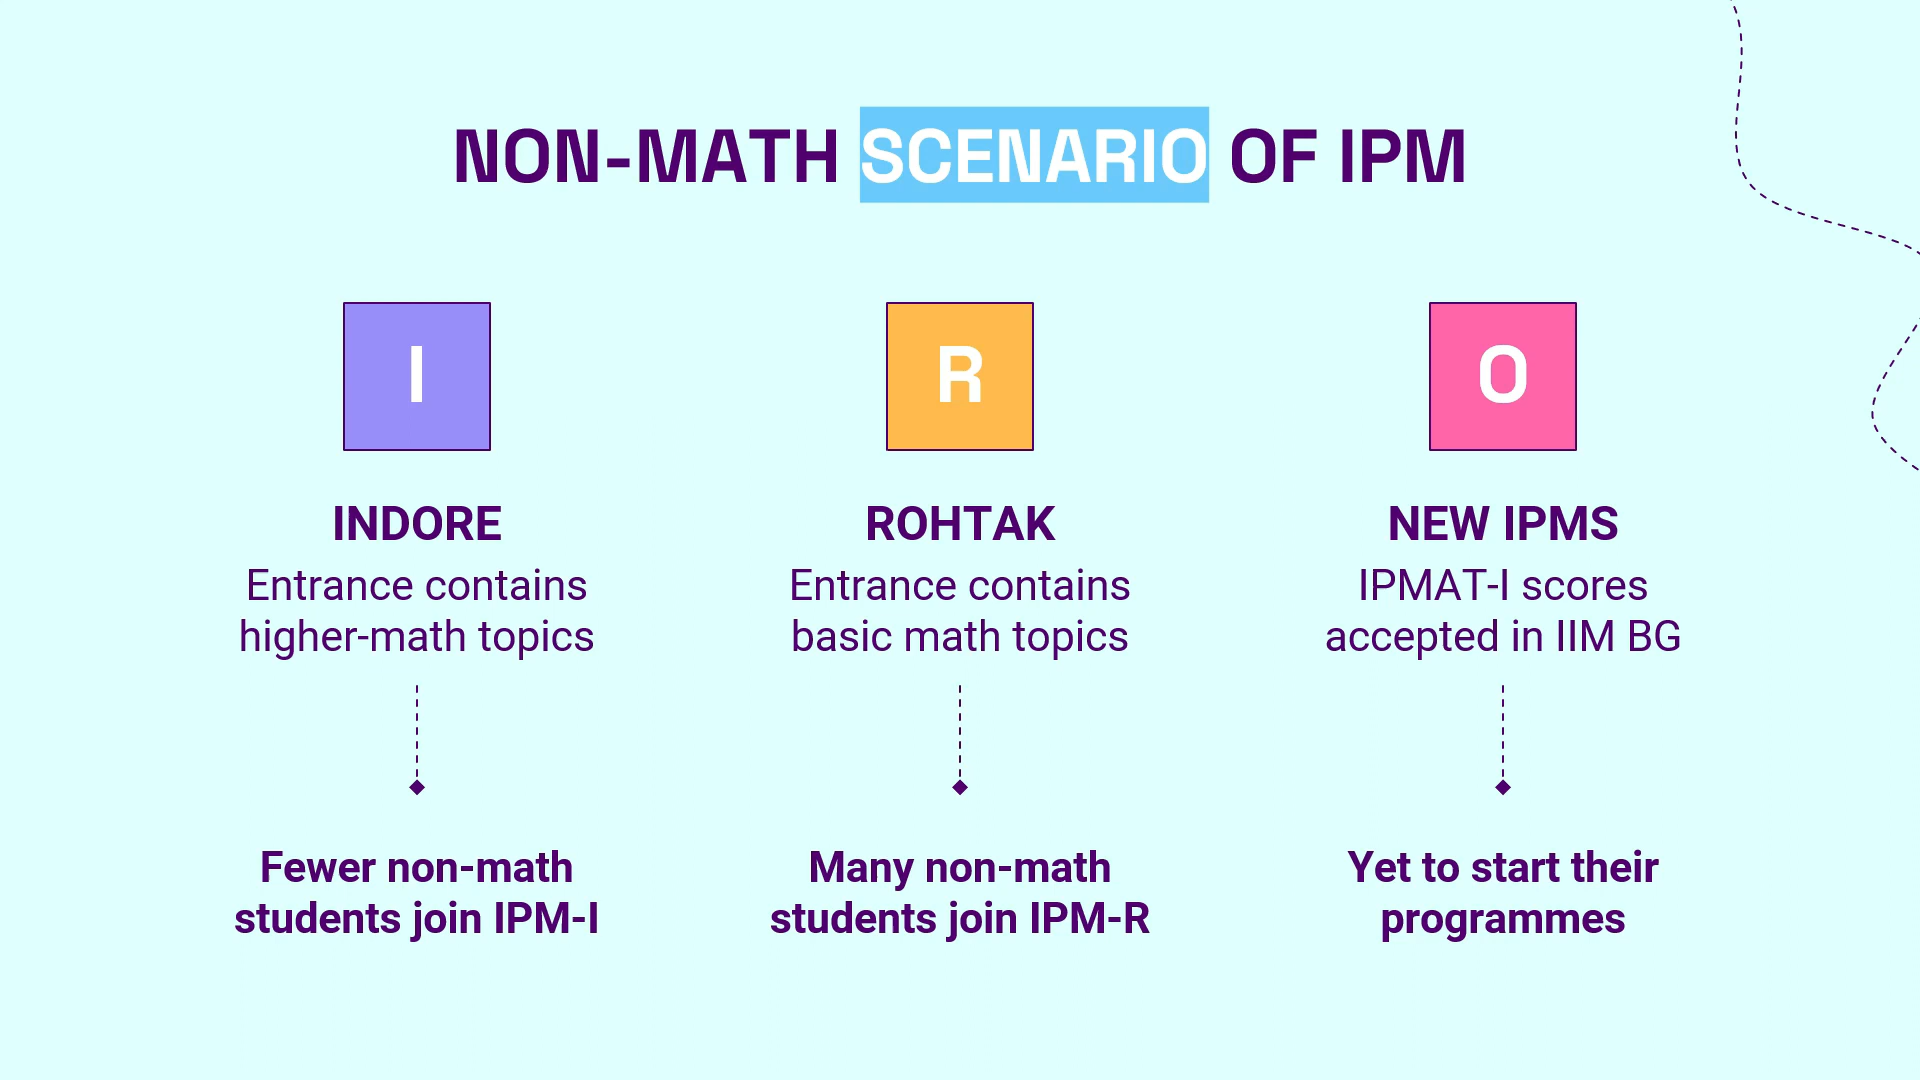 NON-MATH SCENARIO OF IPM
I
INDORE
Entrance contains
higher-math topics
Fewer non-math
students join IPM-I
R
ROHTAK
Entrance contains
basic math topics
Many non-math
students join IPM-R
O
NEW IPMS
IPMAT-I scores
accepted in IIM BG
Yet to start their
programmes